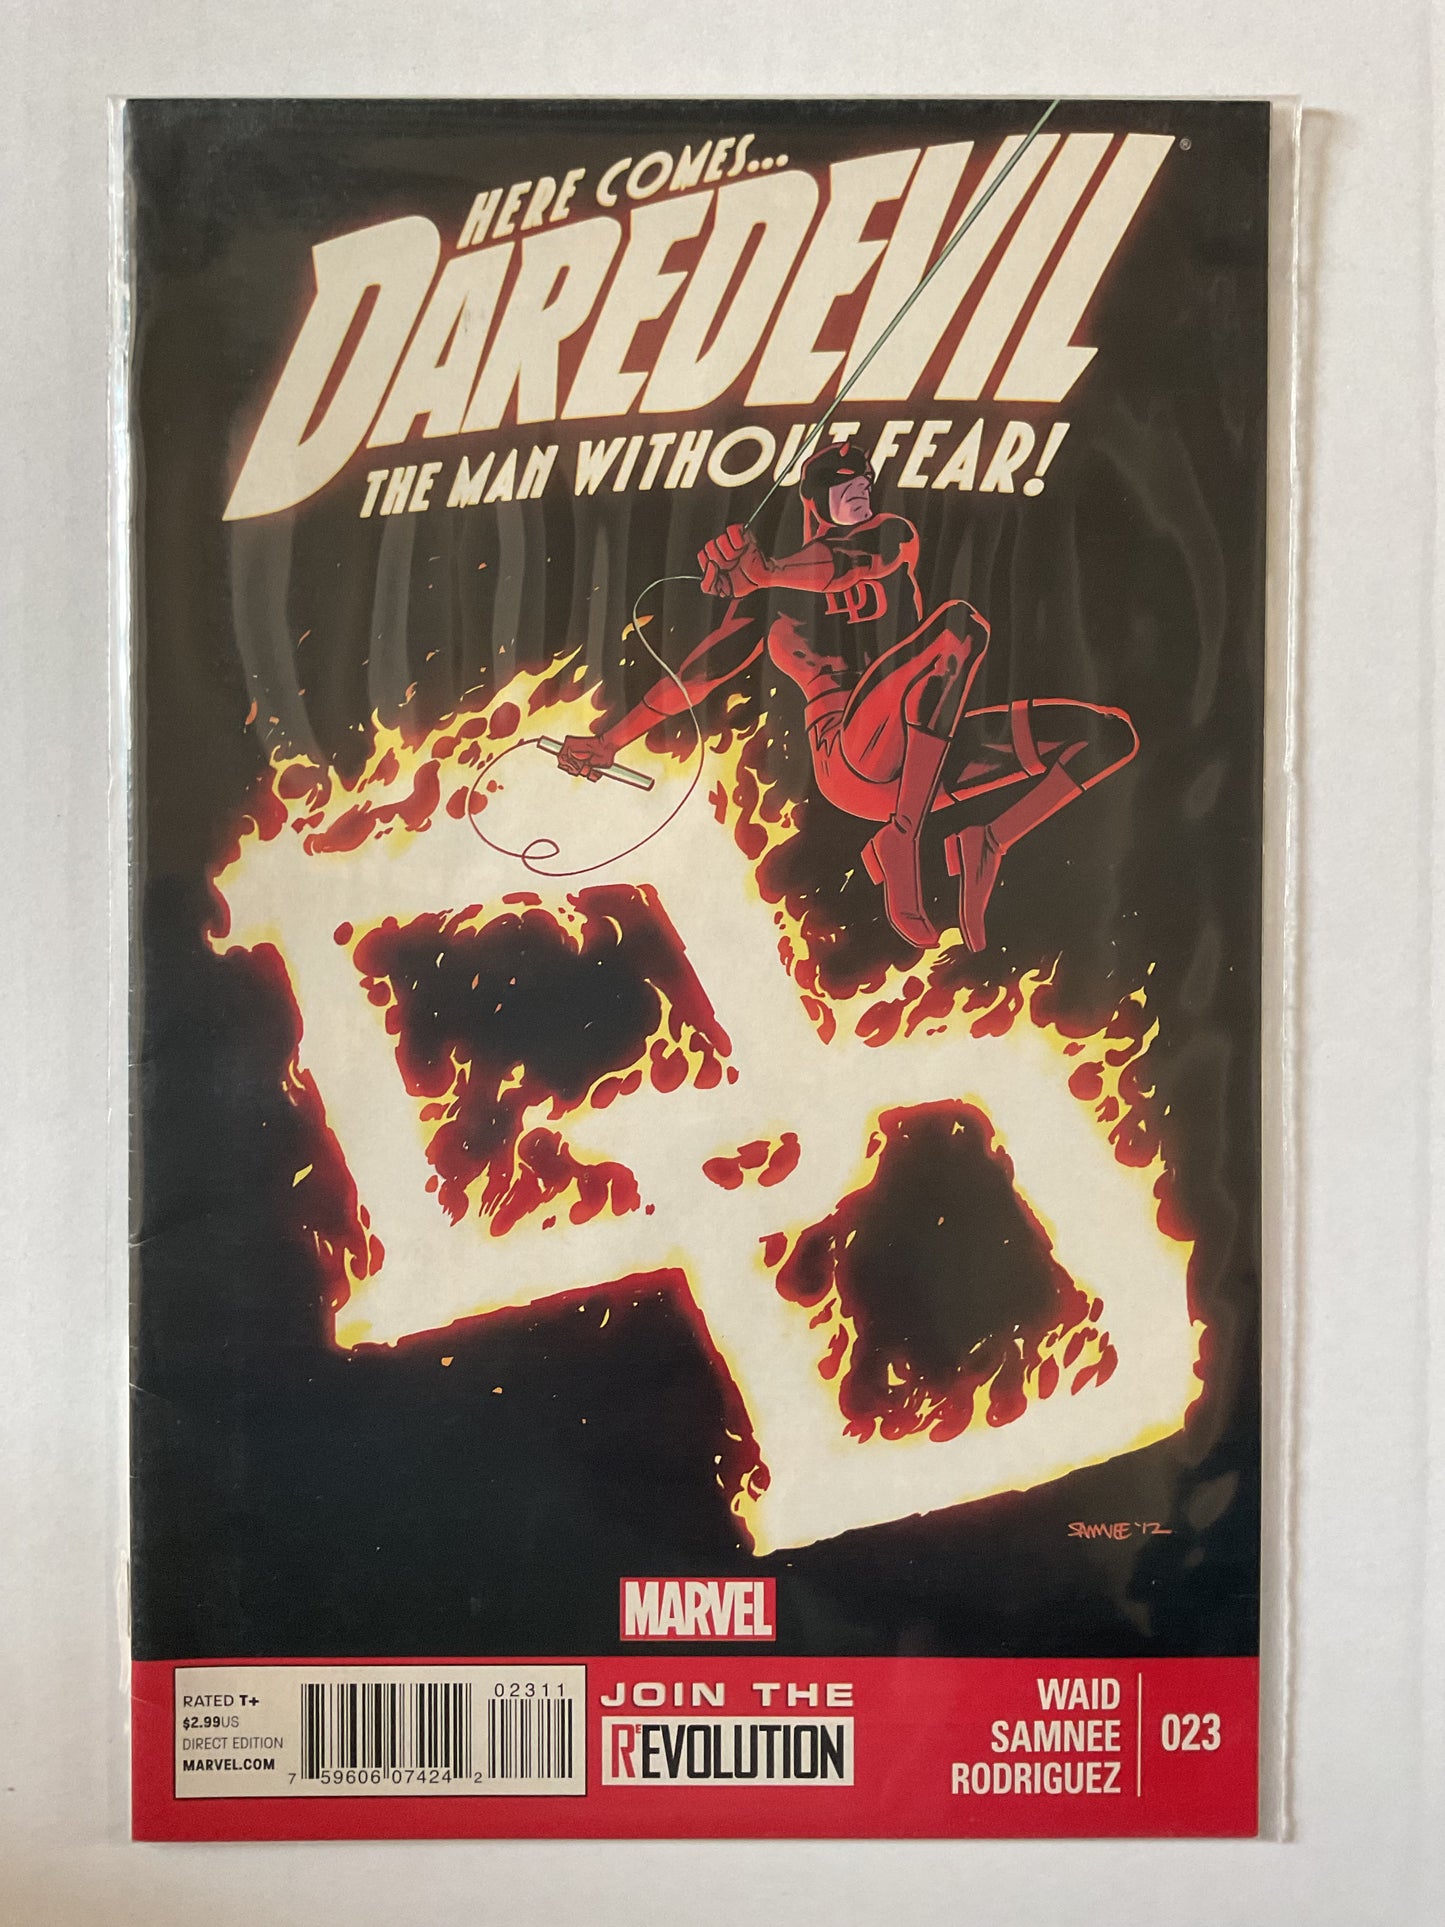 HERE COMES...
DAREDEVIL®
THE MAN WITHOUT FEAR!
DD
SAMNEE '12
MARVEL
RATED T+
$2.99US
DIRECT EDITION
MARVEL.COM
02311
7 59606 07424 2
JOIN THE
REVOLUTION
WAID
SAMNEE
RODRIGUEZ
023